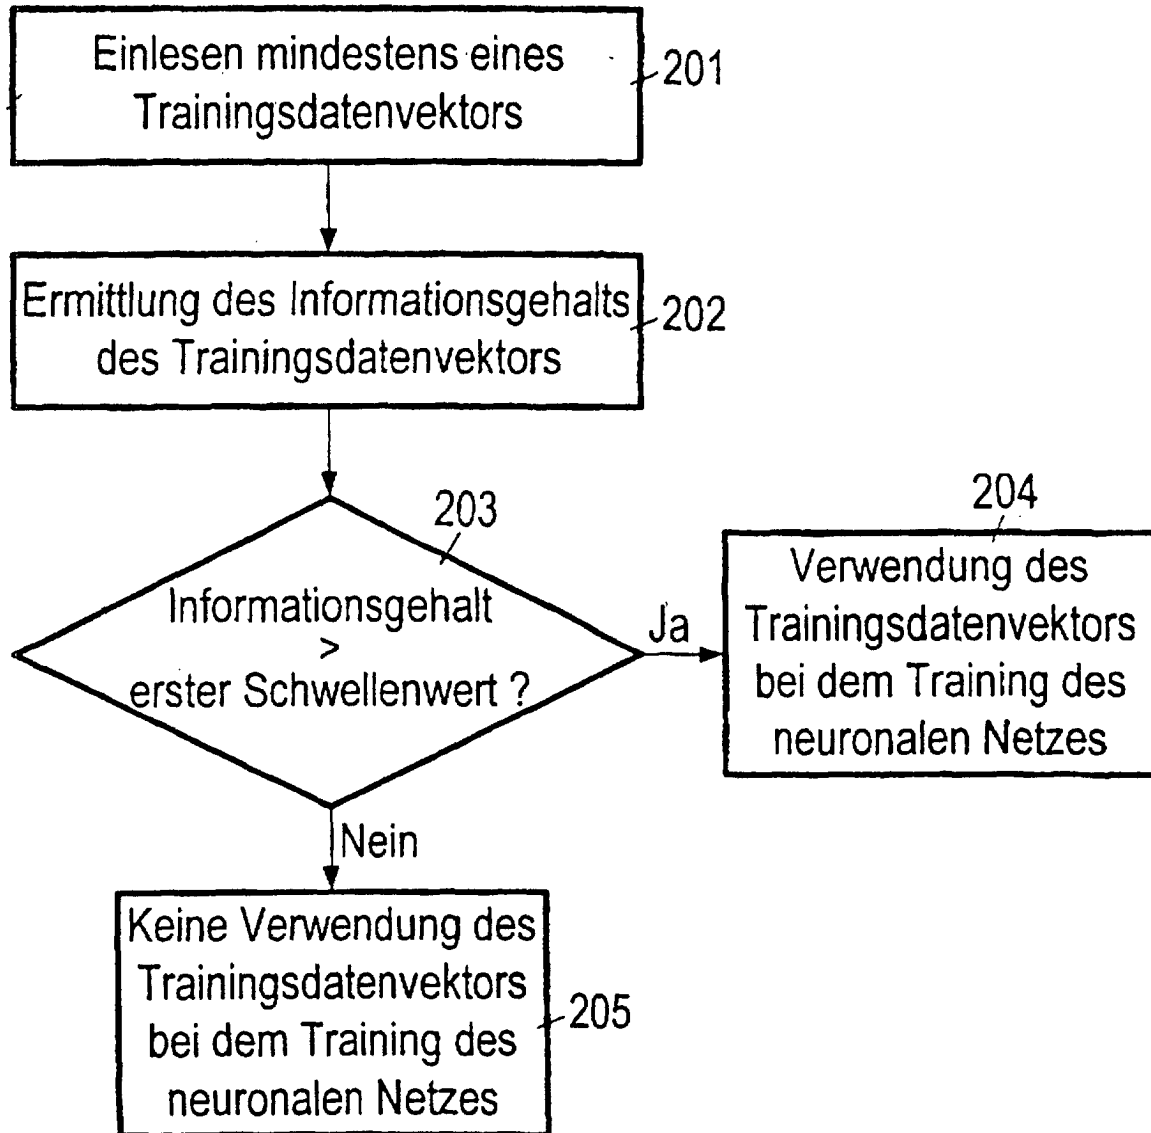 Einlesen mindestens eines
Trainingsdatenvektors
201
Ermittlung des Informationsgehalts
des Trainingsdatenvektors
202
203
Informationsgehalt
>
erster Schwellenwert ?
Ja
204
Verwendung des
Trainingsdatenvektors
bei dem Training des
neuronalen Netzes
Nein
Keine Verwendung des
Trainingsdatenvektors
bei dem Training des
neuronalen Netzes
205